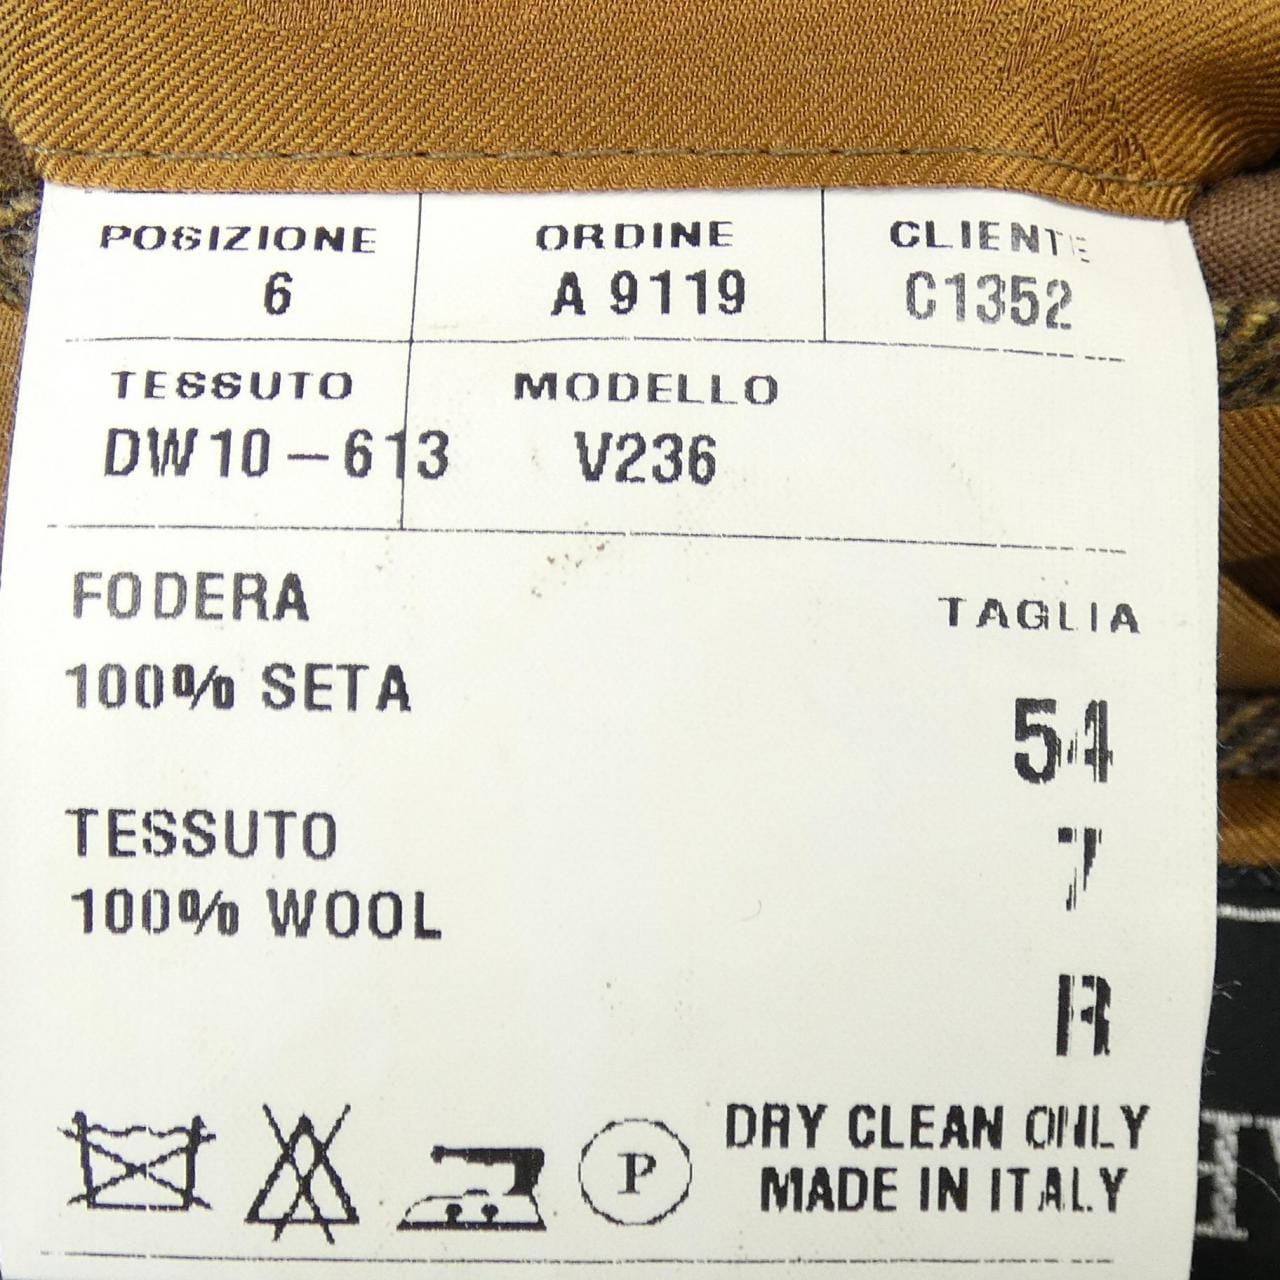 POSIZIONE ORDINE CLIENTE
6 A 9119 C1352
TESSUTO MODELLO
DW10-613 V236
FODERA
TAGLIA
100% SETA
54
TESSUTO
7
100% WOOL
R
P
DRY CLEAN ONLY
MADE IN ITALY